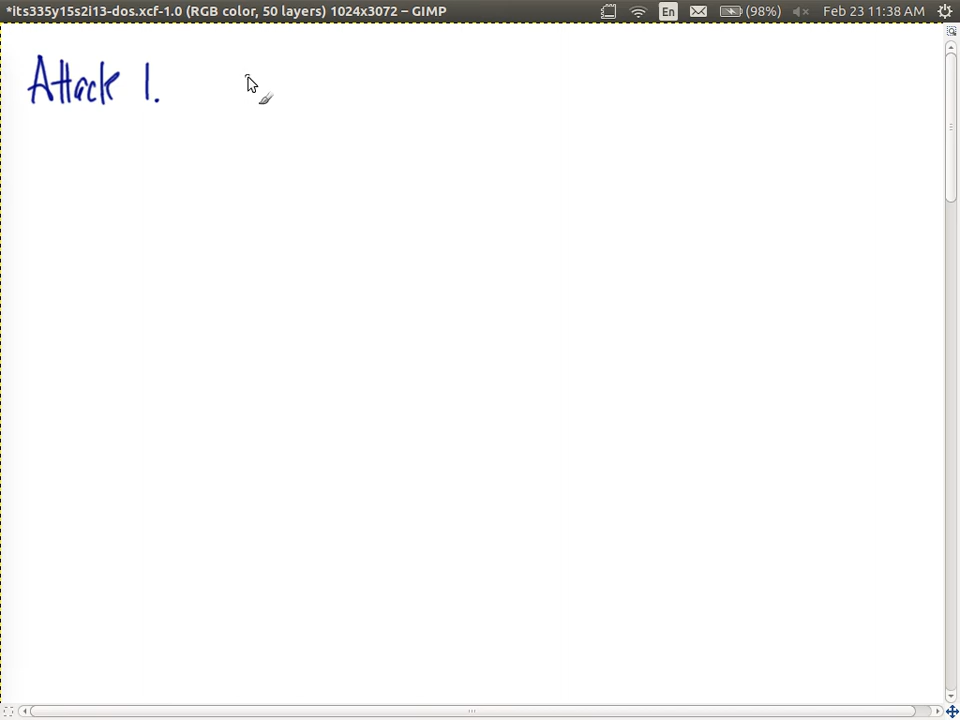 *its335y15s2i13-dos.xcf-1.0 (RGB color, 50 layers) 1024x3072 – GIMP En (98%) Feb 23 11:38 AM
Attack 1.